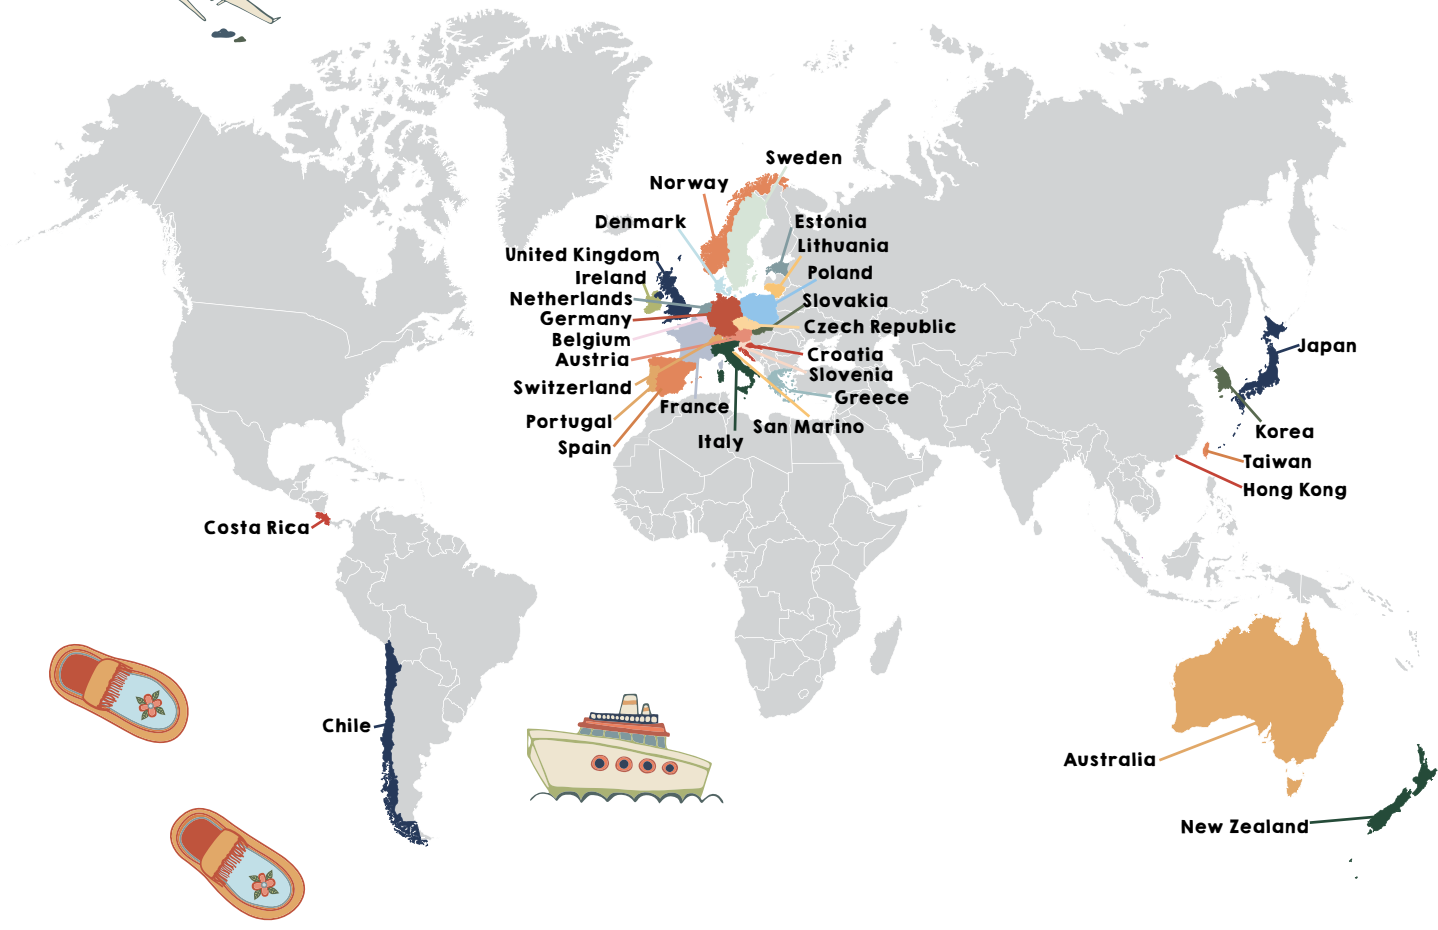 Sweden
Norway
Denmark
Estonia
Lithuania
United Kingdom
Poland
Ireland
Netherlands
Slovakia
Germany
Czech Republic
Belgium
Japan
Austria
Croatia
Slovenia
Switzerland
Greece
France
Portugal
San Marino
Korea
Italy
Spain
Taiwan
Hong Kong
Costa Rica
Chile
Australia
New Zealand